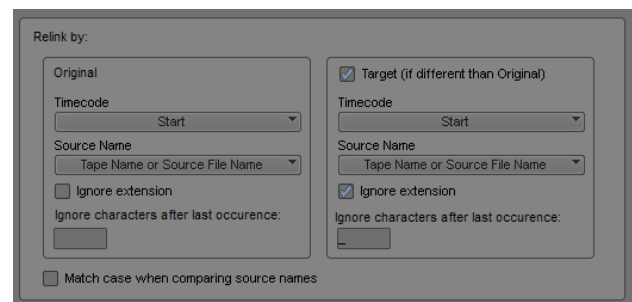 Relink by:
Original
Target (if different than Original)
Timecode
Timecode
Start
Start
Source Name
Source Name
Tape Name or Source File Name
Tape Name or Source File Name
Ignore extension
Ignore extension
Ignore characters after last occurence:
Ignore characters after last occurence:
_
Match case when comparing source names